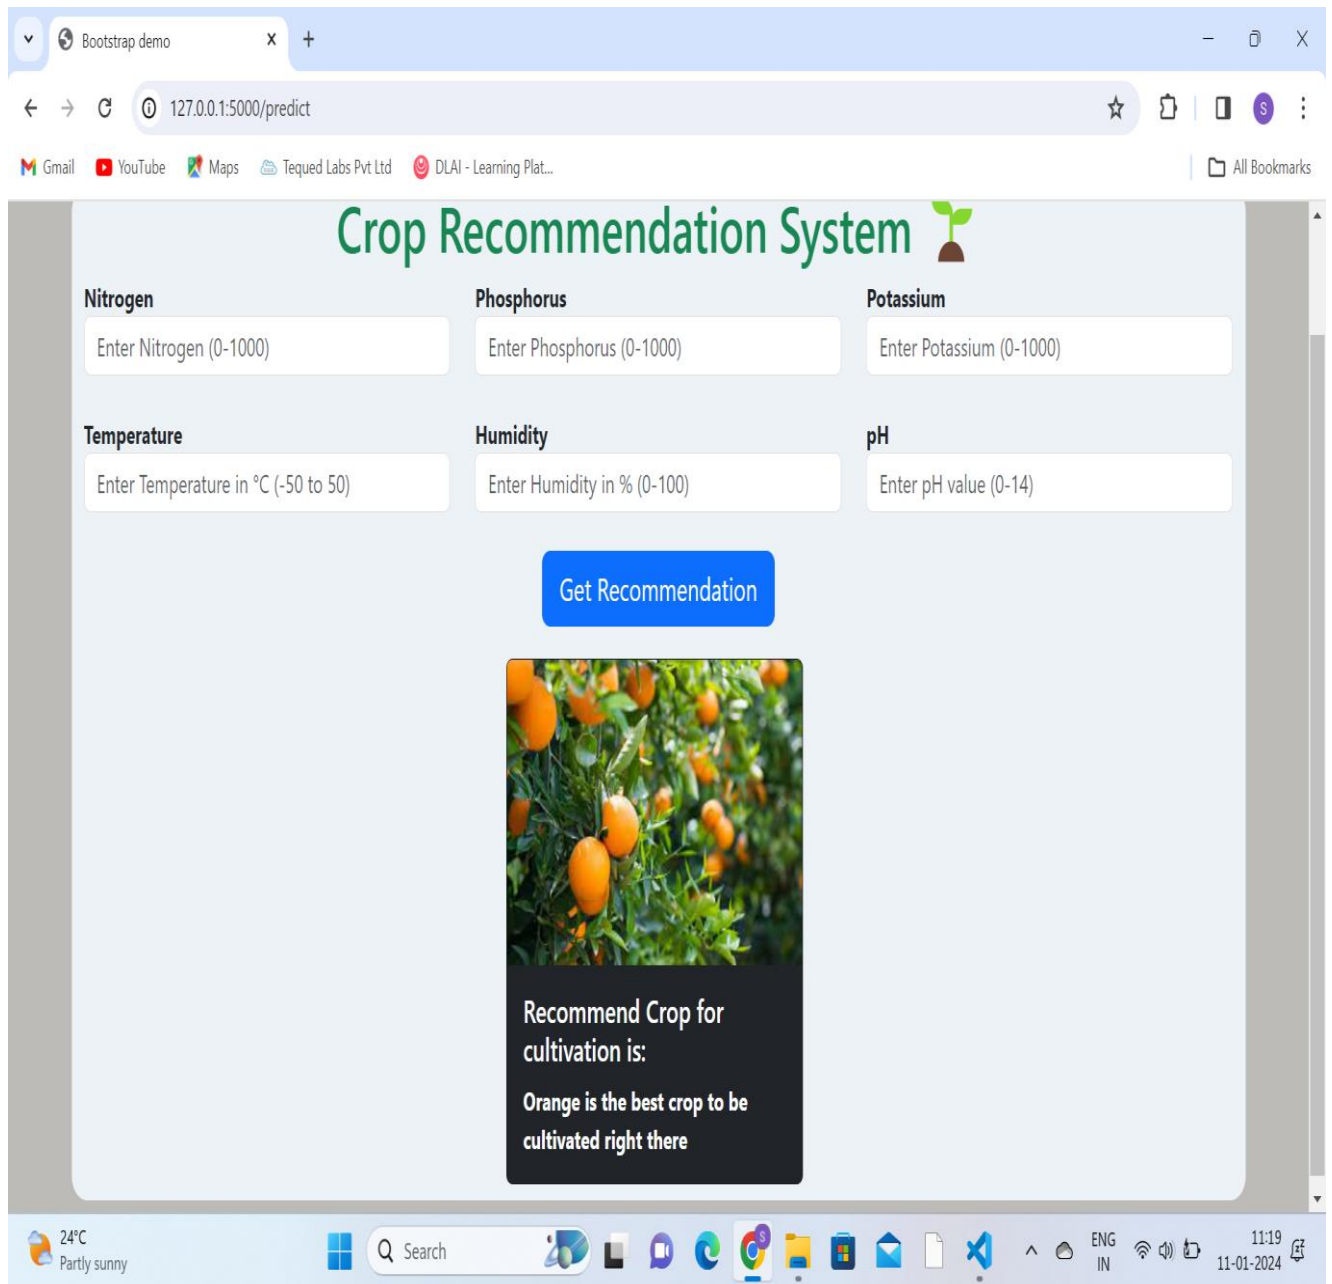 Bootstrap demo
127.0.0.1:5000/predict
S
Gmail YouTube Maps Tequed Labs Pvt Ltd DLAI - Learning Plat... All Bookmarks
Crop Recommendation System
Nitrogen Phosphorus Potassium
Enter Nitrogen (0-1000) Enter Phosphorus (0-1000) Enter Potassium (0-1000)
Temperature Humidity pH
Enter Temperature in °C (-50 to 50) Enter Humidity in % (0-100) Enter pH value (0-14)
Get Recommendation
Recommend Crop for
cultivation is:
Orange is the best crop to be
cultivated right there
24°C
Partly sunny
Search
ENG
IN
11:19
11-01-2024